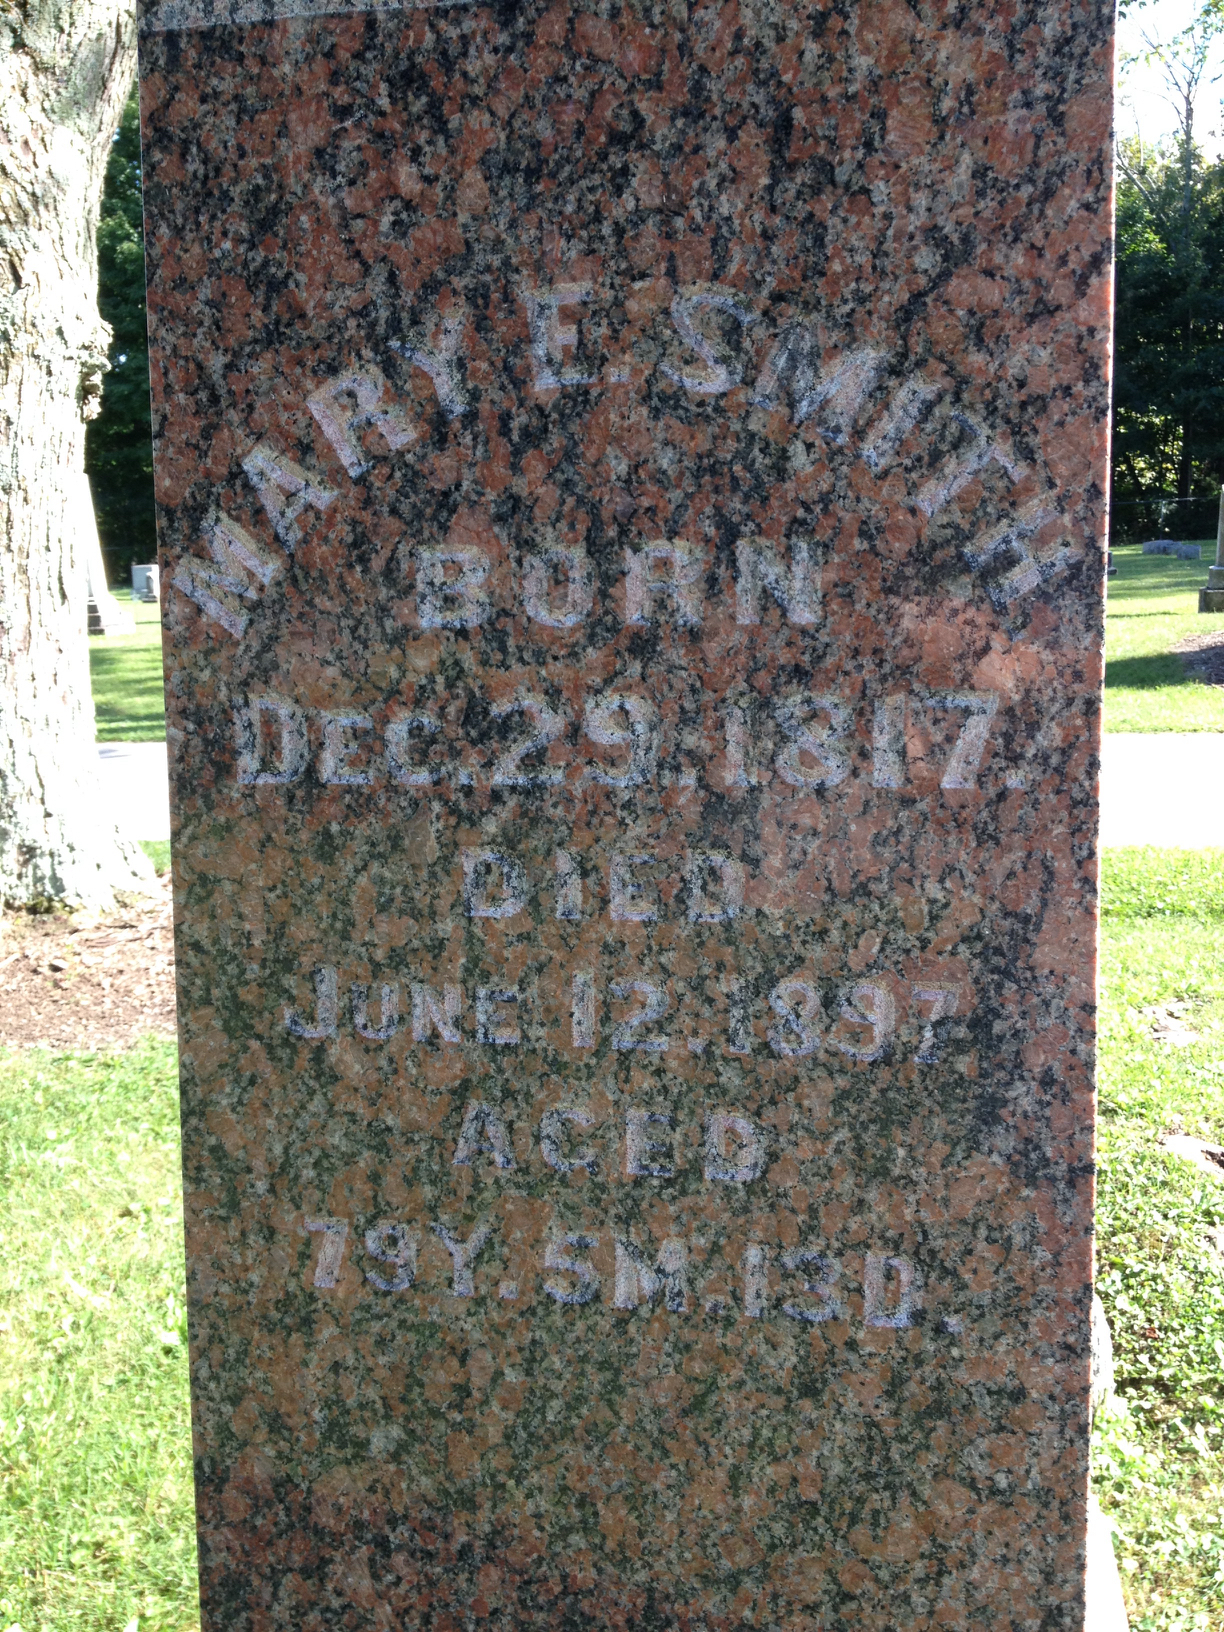 MARY E. SMITH
BORN
DEC. 29. 1817.
DIED
JUNE 12. 1897
AGED
79Y. 5M. 13D.